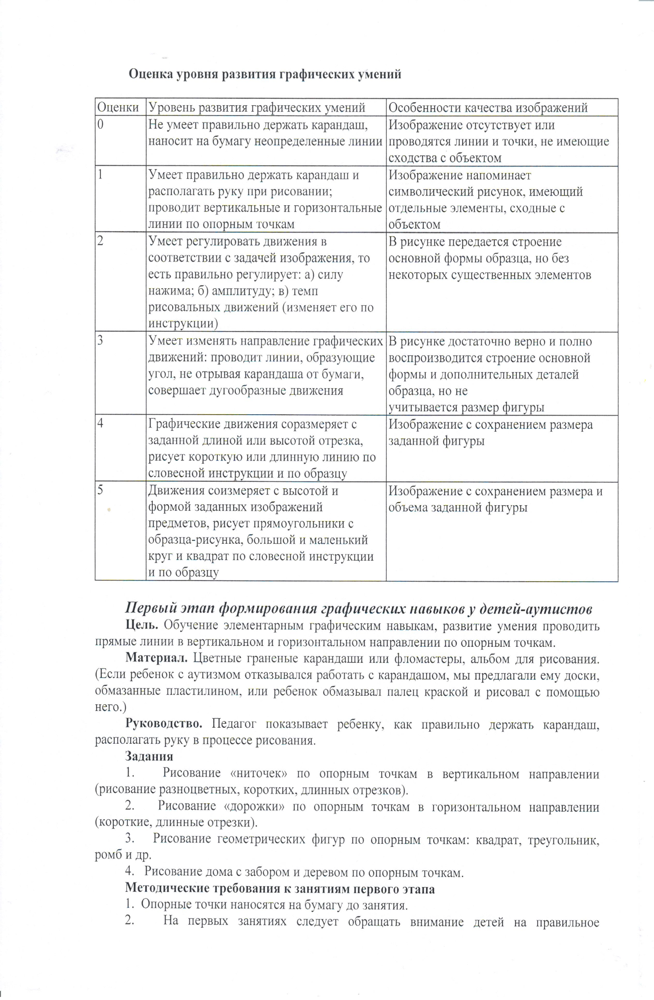 Оценка уровня развития графических умений
Оценки Уровень развития графических умений Особенности качества изображений
0 Не умеет правильно держать карандаш, Изображение отсутствует или
наносит на бумагу неопределенные линии проводятся линии и точки, не имеющие
сходства с объектом
1 Умеет правильно держать карандаш и Изображение напоминает
располагать руку при рисовании; символический рисунок, имеющий
проводит вертикальные и горизонтальные отдельные элементы, сходные с
линии по опорным точкам объектом
2 Умеет регулировать движения в В рисунке передается строение
соответствии с задачей изображения, то основной формы образца, но без
есть правильно регулирует: а) силу некоторых существенных элементов
нажима; б) амплитуду; в) темп
рисовальных движений (изменяет его по
инструкции)
3 Умеет изменять направление графических В рисунке достаточно верно и полно
движений: проводит линии, образующие воспроизводится строение основной
угол, не отрывая карандаша от бумаги, формы и дополнительных деталей
совершает дугообразные движения образца, но не
учитывается размер фигуры
4 Графические движения соразмеряет с Изображение с сохранением размера
заданной длиной или высотой отрезка, заданной фигуры
рисует короткую или длинную линию по
словесной инструкции и по образцу
5 Движения соизмеряет с высотой и Изображение с сохранением размера и
формой заданных изображений объема заданной фигуры
предметов, рисует прямоугольники с
образца-рисунка, большой и маленький
круг и квадрат по словесной инструкции
и по образцу
Первый этап формирования графических навыков у детей-аутистов
Цель. Обучение элементарным графическим навыкам, развитие умения проводить
прямые линии в вертикальном и горизонтальном направлении по опорным точкам.
Материал. Цветные граненые карандаши или фломастеры, альбом для рисования.
(Если ребенок с аутизмом отказывался работать с карандашом, мы предлагали ему доски,
обмазанные пластилином, или ребенок обмазывал палец краской и рисовал с помощью
него.)
Руководство. Педагог показывает ребенку, как правильно держать карандаш,
располагать руку в процессе рисования.
Задания
1. Рисование «ниточек» по опорным точкам в вертикальном направлении
(рисование разноцветных, коротких, длинных отрезков).
2. Рисование «дорожки» по опорным точкам в горизонтальном направлении
(короткие, длинные отрезки).
3. Рисование геометрических фигур по опорным точкам: квадрат, треугольник,
ромб и др.
4. Рисование дома с забором и деревом по опорным точкам.
Методические требования к занятиям первого этапа
1. Опорные точки наносятся на бумагу до занятия.
2. На первых занятиях следует обращать внимание детей на правильное